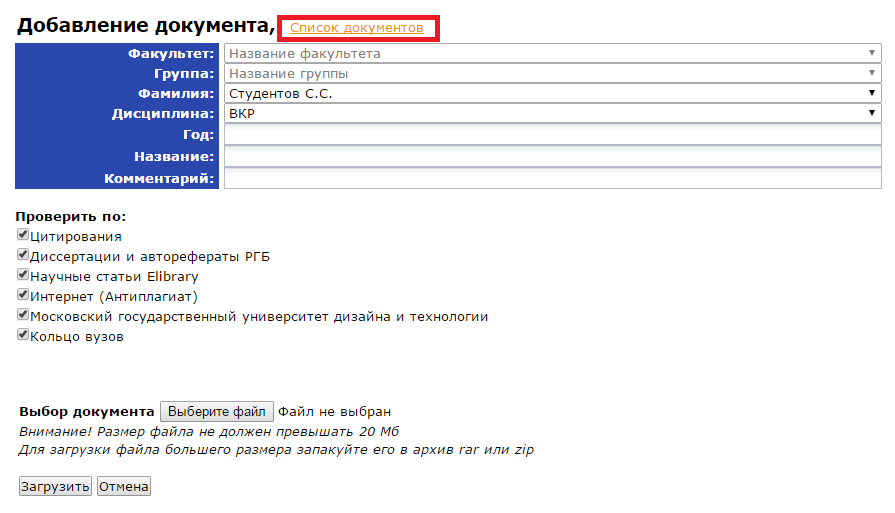 Добавление документа, Список документов
Факультет: Название факультета
Группа: Название группы
Фамилия: Студентов С.С.
Дисциплина: ВКР
Год:
Название:
Комментарий:
Проверить по:
Цитирования
Диссертации и авторефераты РГБ
Научные статьи Elibrary
Интернет (Антиплагиат)
Московский государственный университет дизайна и технологии
Кольцо вузов
Выбор документа Выберите файл Файл не выбран
Внимание! Размер файла не должен превышать 20 Мб
Для загрузки файла большего размера запакуйте его в архив rar или zip
Загрузить Отмена